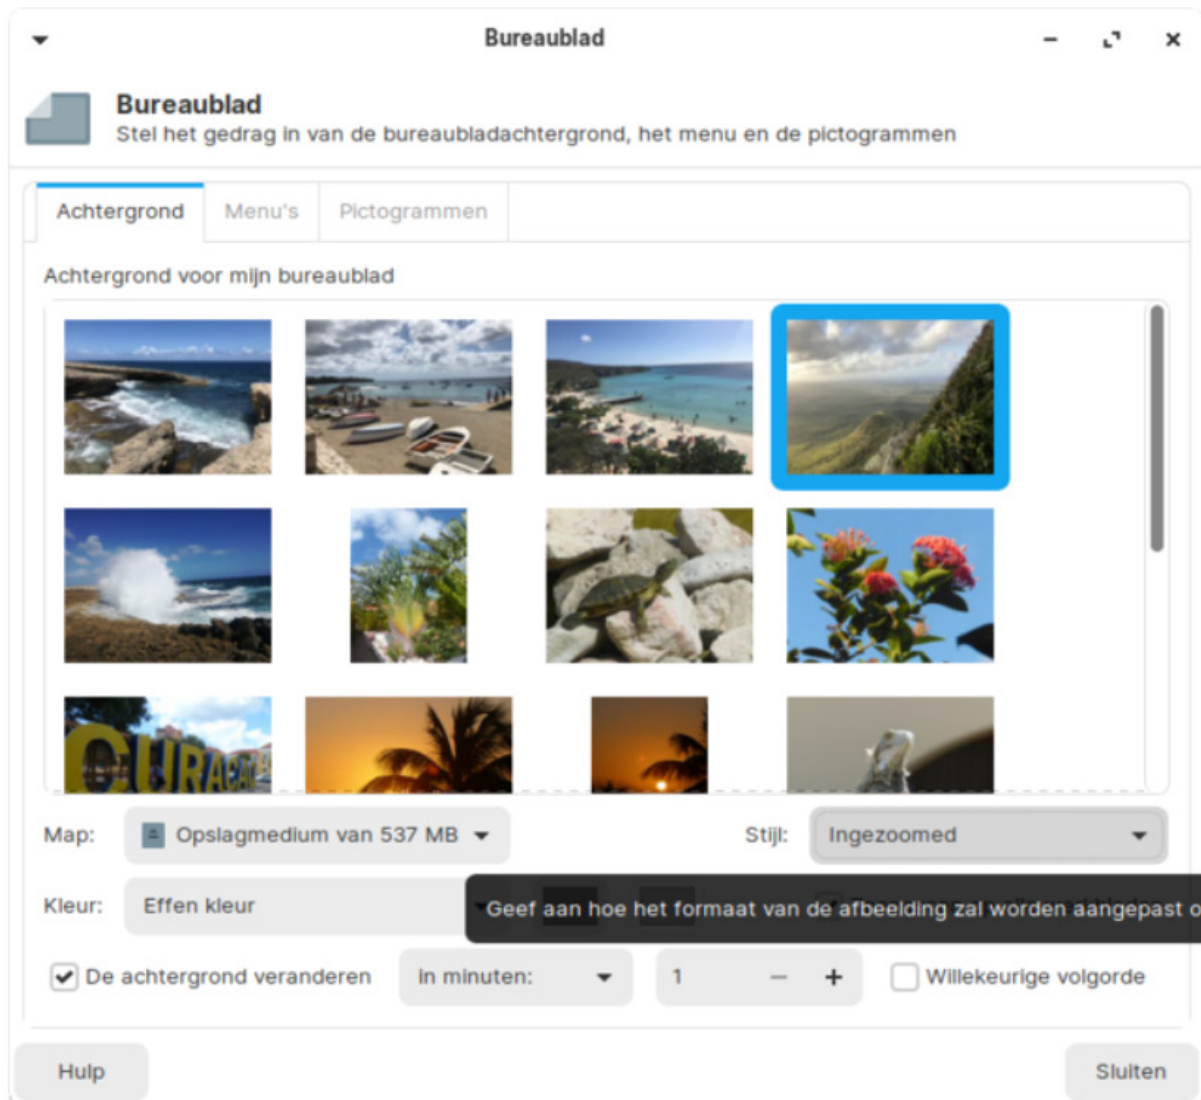 Bureaublad
Bureaublad
Stel het gedrag in van de bureaubladachtergrond, het menu en de pictogrammen
Achtergrond Menu's Pictogrammen
Achtergrond voor mijn bureaublad
CURAÇA
Map: Opslagmedium van 537 MB Stijl: Ingezoomed
Kleur: Effen kleur
Geef aan hoe het formaat van de afbeelding zal worden aangepast o
De achtergrond veranderen in minuten: 1 Willekeurige volgorde
Hulp Sluiten